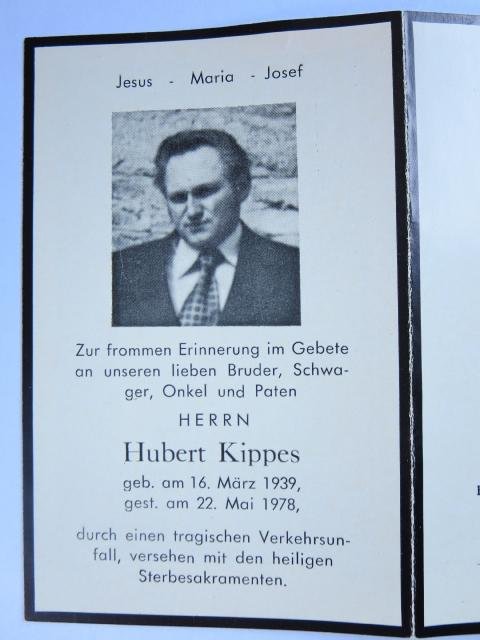 Jesus - Maria - Josef
Zur frommen Erinnerung im Gebete
an unseren lieben Bruder, Schwa-
ger, Onkel und Paten
HERRN
Hubert Kippes
geb. am 16. März 1939,
gest. am 22. Mai 1978,
durch einen tragischen Verkehrsun-
fall, versehen mit den heiligen
Sterbesakramenten.